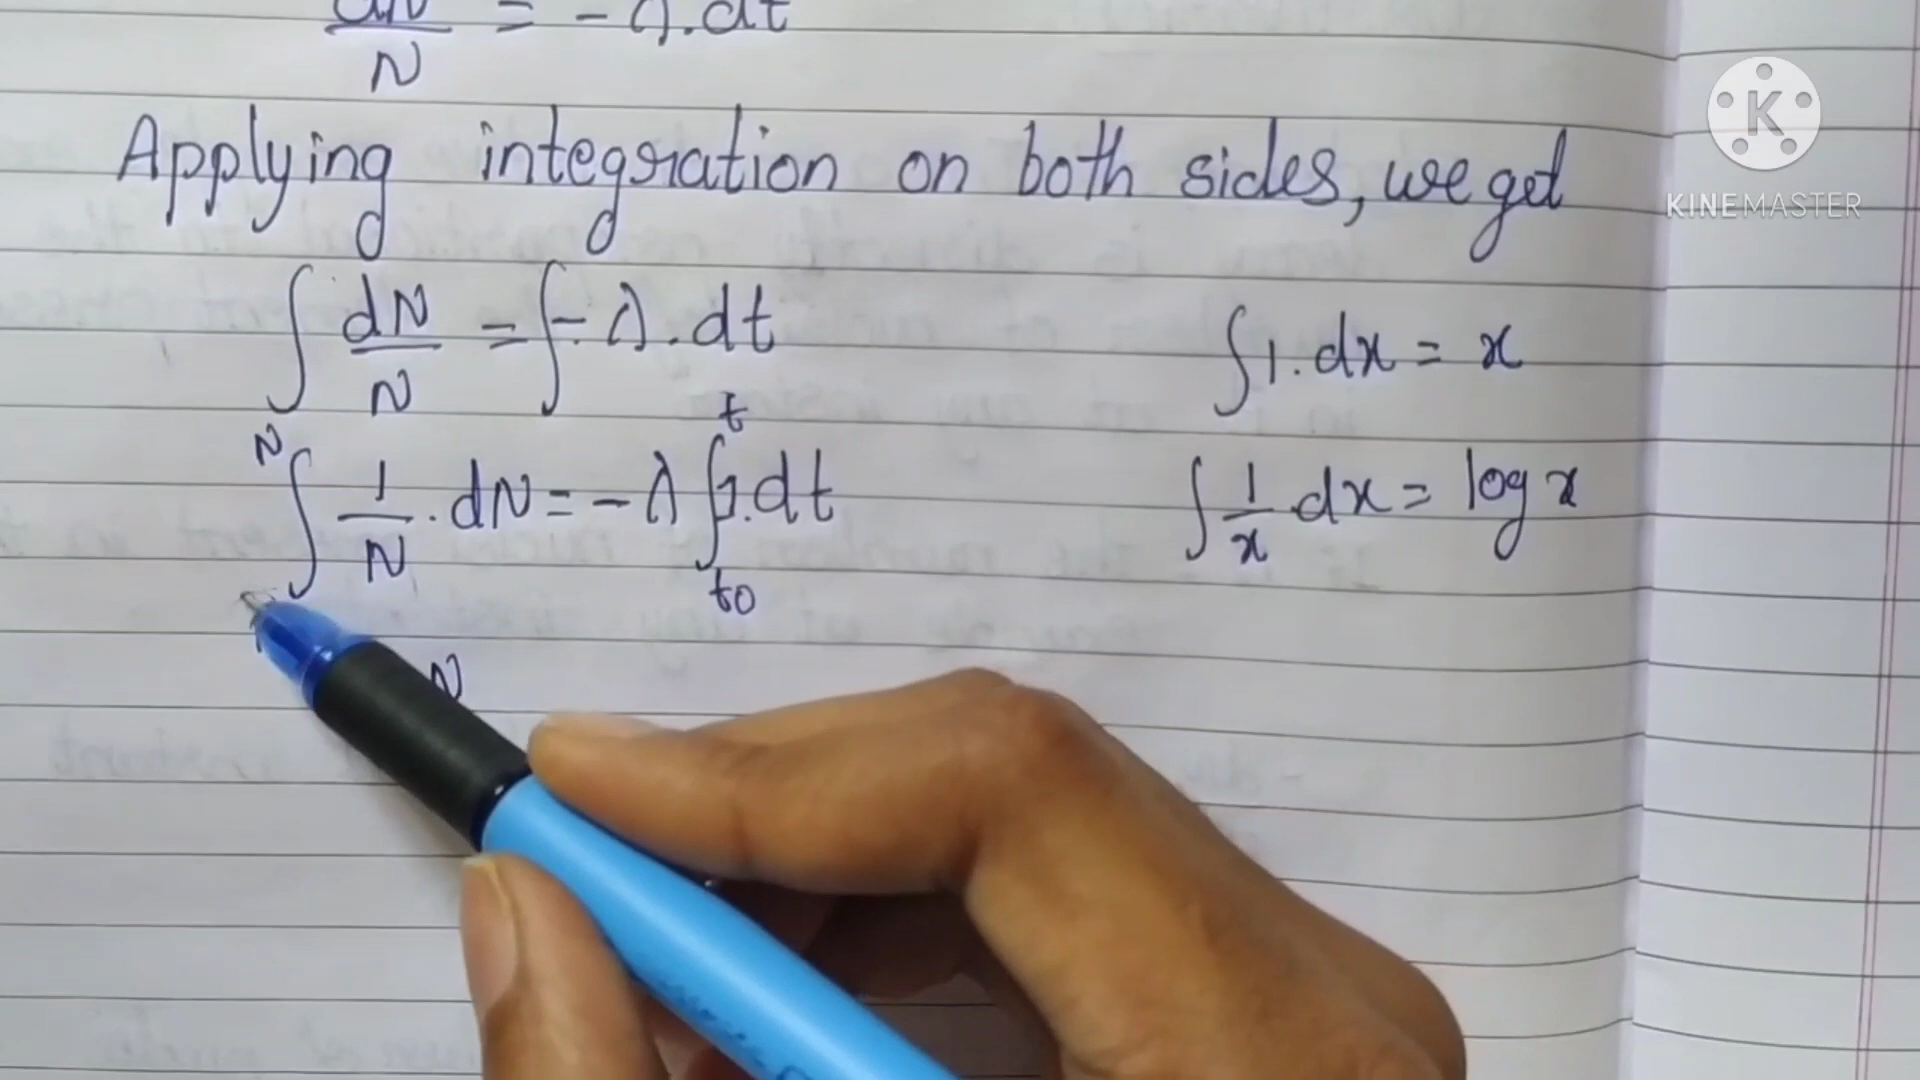 dN/N = -λ.dt
Applying integration on both sides, we get
∫ dN/N = ∫ -λ.dt
∫1.dx = x
N ∫ 1/N . dN = -λ ∫ t t0 1.dt
∫ 1/x dx = log x
N
K
KINEMASTER